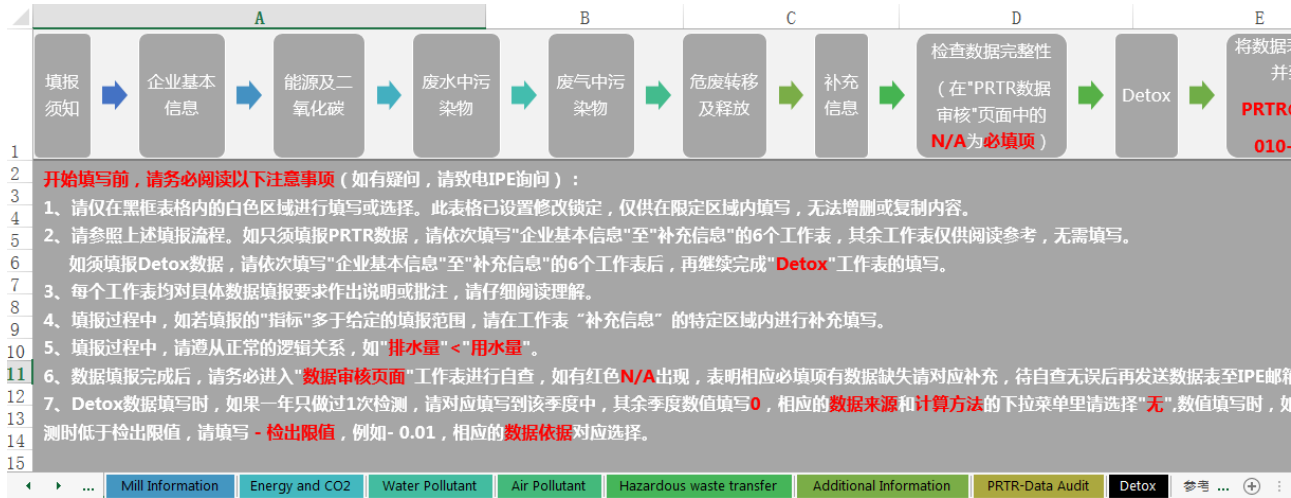 A B C D E
填报
须知
企业基本
信息
能源及二
氧化碳
废水中污
染物
废气中污
染物
危废转移
及释放
补充
信息
检查数据完整性
（在"PRTR数据
审核"页面中的
N/A为必填项）
Detox
将数据
并
PRTR
010-
1
2
开始填写前，请务必阅读以下注意事项（如有疑问，请致电IPE询问）：
3
1、请仅在黑框表格内的白色区域进行填写或选择。此表格已设置修改锁定，仅供在限定区域内填写，无法增删或复制内容。
4
2、请参照上述填报流程。如只须填报PRTR数据，请依次填写"企业基本信息"至"补充信息"的6个工作表，其余工作表仅供阅读参考，无需填写。
5
6
如须填报Detox数据，请依次填写"企业基本信息"至"补充信息"的6个工作表后，再继续完成"Detox"工作表的填写。
7
3、每个工作表均对具体数据填报要求作出说明或批注，请仔细阅读理解。
8
4、填报过程中，如若填报的"指标"多于给定的填报范围，请在工作表“补充信息”的特定区域内进行补充填写。
9
10
5、填报过程中，请遵从正常的逻辑关系，如"排水量"<"用水量"。
11
6、数据填报完成后，请务必进入"数据审核页面"工作表进行自查，如有红色N/A出现，表明相应必填项有数据缺失请对应补充，待自查无误后再发送数据表至IPE邮箱
12
7、Detox数据填写时，如果一年只做过1次检测，请对应填写到该季度中，其余季度数值填写0，相应的数据来源和计算方法的下拉菜单里请选择"无",数值填写时，如
13
14
测时低于检出限值，请填写 - 检出限值，例如- 0.01，相应的数据依据对应选择。
15
... Mill Information Energy and CO2 Water Pollutant Air Pollutant Hazardous waste transfer Additional Information PRTR-Data Audit Detox 参考 ...